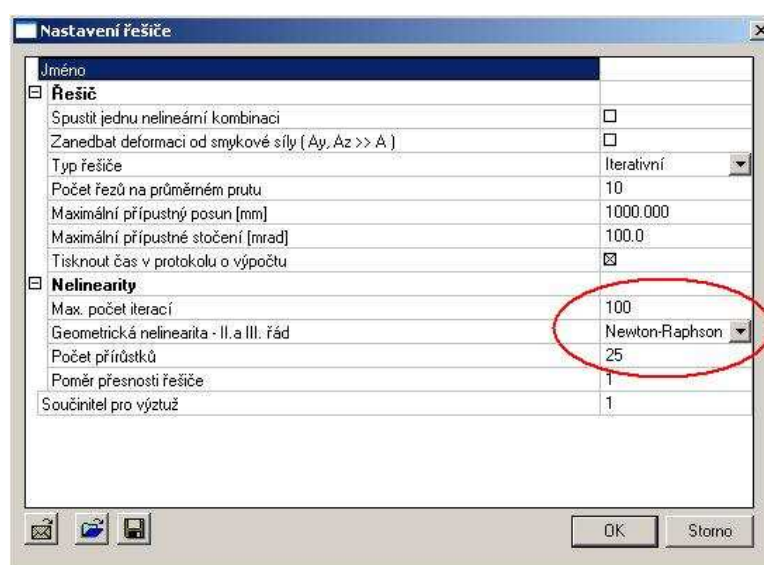 Nastavení řešiče
Jméno
Řešič
Spustit jednu nelineární kombinaci
Zanedbat deformaci od smykové síly ( Ay, Az >> A )
Typ řešiče Iterativní
Počet řezů na průměrném prutu 10
Maximální přípustný posun [mm] 1000.000
Maximální přípustné stočení [mrad] 100.0
Tisknout čas v protokolu o výpočtu
Nelinearity
Max. počet iterací 100
Geometrická nelinearita - II.a III. řád Newton-Raphson
Počet přírůstků 25
Poměr přesnosti řešiče 1
Součinitel pro výztuž 1
OK Storno